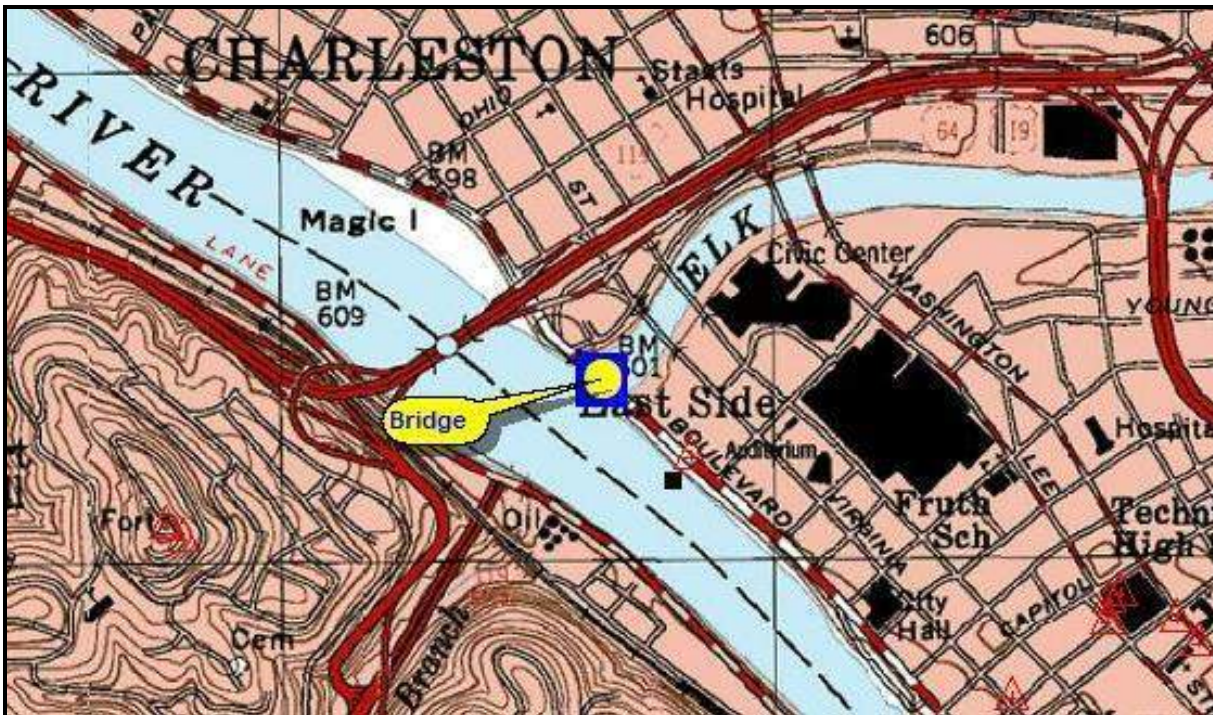 CHARLESTON
606
Staats
Hospital
OHIO
RIVER
BM
598
64
19
ST
Magic I
ELK
Civic Center
LANE
WASHINGTON
BM
609
YOUNG
BM
East Side
Bridge
BOULEVARD
Auditorium
Hospital
LEE
Oil
VIRGINIA
Fruth
Sch
Fort
High
City
Hall
CAPITOL
Cem
Branch